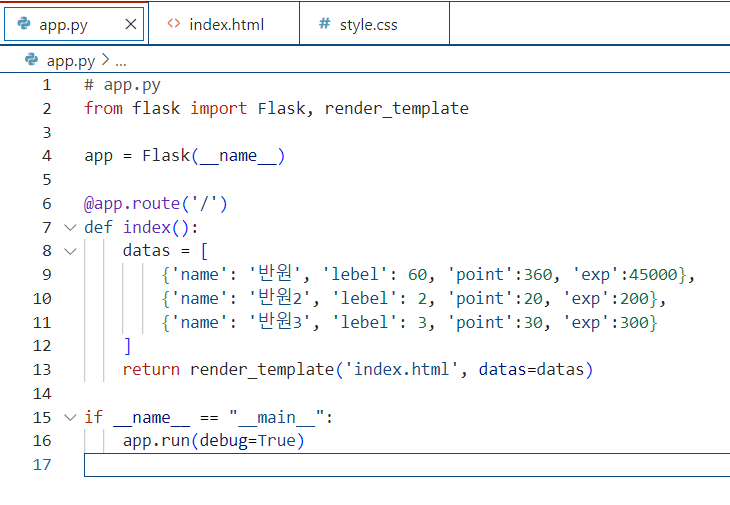 app.py
index.html
# style.css
app.py > ...
1 # app.py
2 from flask import Flask, render_template
3
4 app = Flask(__name__)
5
6 @app.route('/')
7 def index():
8 datas = [
9 {'name': '반원', 'lebel': 60, 'point':360, 'exp':45000},
10 {'name': '반원2', 'lebel': 2, 'point':20, 'exp':200},
11 {'name': '반원3', 'lebel': 3, 'point':30, 'exp':300}
12 ]
13 return render_template('index.html', datas=datas)
14
15 if __name__ == "__main__":
16 app.run(debug=True)
17